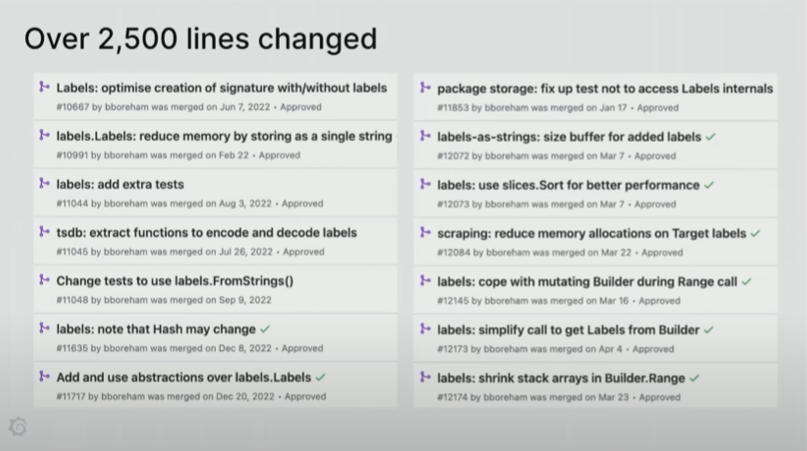 Over 2,500 lines changed
Labels: optimise creation of signature with/without labels
#10667 by bboreham was merged on Jun 7, 2022 • Approved
labels.Labels: reduce memory by storing as a single string
#10991 by bboreham was merged on Feb 22 • Approved
labels: add extra tests
#11044 by bboreham was merged on Aug 3, 2022 • Approved
tsdb: extract functions to encode and decode labels
#11045 by bboreham was merged on Jul 26, 2022 • Approved
Change tests to use labels.FromStrings()
#11048 by bboreham was merged on Sep 9, 2022
labels: note that Hash may change ✓
#11635 by bboreham was merged on Dec 8, 2022 • Approved
Add and use abstractions over labels.Labels ✓
#11717 by bboreham was merged on Dec 20, 2022 • Approved
package storage: fix up test not to access Labels internals
#11853 by bboreham was merged on Jan 17 • Approved
labels-as-strings: size buffer for added labels ✓
#12072 by bboreham was merged on Mar 7 • Approved
labels: use slices.Sort for better performance ✓
#12073 by bboreham was merged on Mar 7 • Approved
scraping: reduce memory allocations on Target labels ✓
#12084 by bboreham was merged on Mar 22 • Approved
labels: cope with mutating Builder during Range call ✓
#12145 by bboreham was merged on Mar 16 • Approved
labels: simplify call to get Labels from Builder ✓
#12173 by bboreham was merged on Apr 4 • Approved
labels: shrink stack arrays in Builder.Range ✓
#12174 by bboreham was merged on Mar 23 • Approved